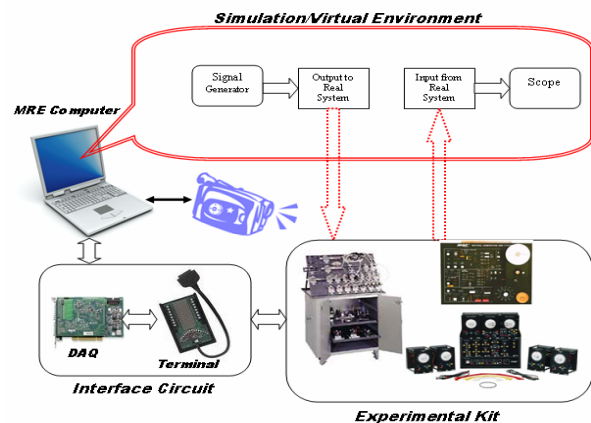 Simulation/Virtual Environment
Signal
Generator
Output to
Real
System
Input from
Real
System
Scope
MRE Computer
DAQ
Terminal
Interface Circuit
Experimental Kit